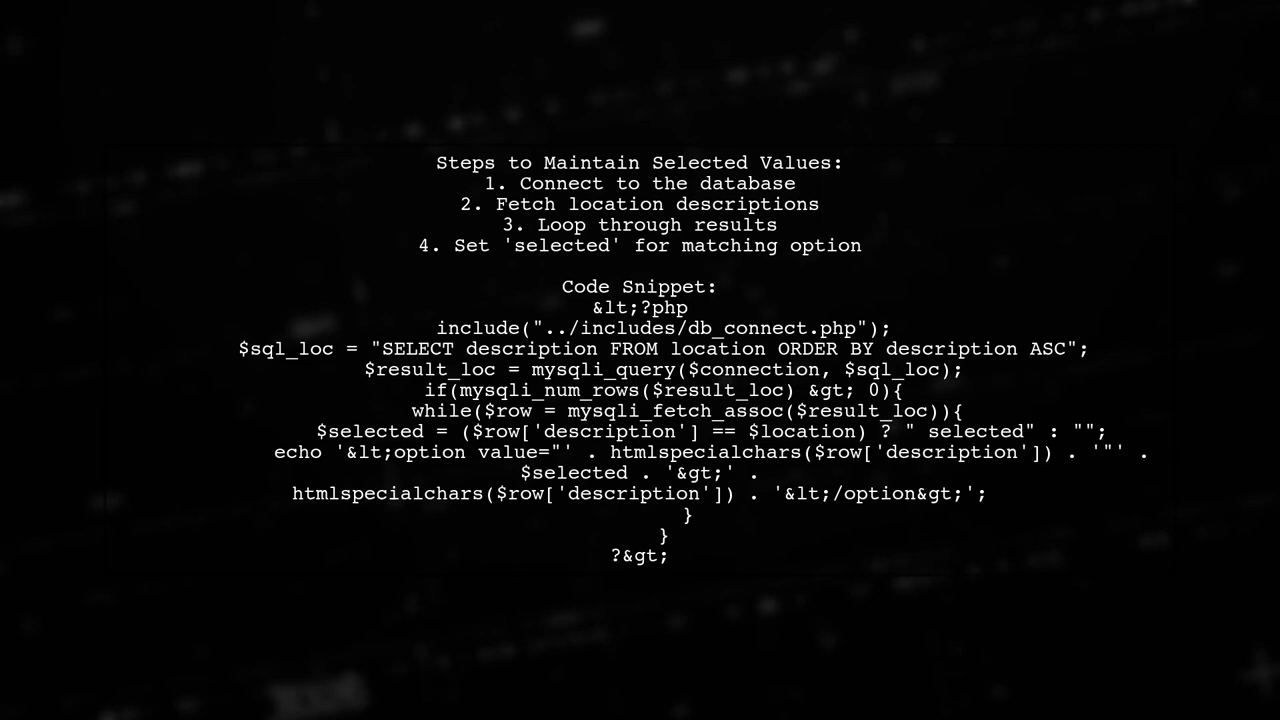 Steps to Maintain Selected Values:
1. Connect to the database
2. Fetch location descriptions
3. Loop through results
4. Set 'selected' for matching option
Code Snippet:
&lt;?php
include("../includes/db_connect.php");
$sql_loc = "SELECT description FROM location ORDER BY description ASC";
$result_loc = mysqli_query($connection, $sql_loc);
if(mysqli_num_rows($result_loc) &gt; 0){
while($row = mysqli_fetch_assoc($result_loc)){
$selected = ($row['description'] == $location) ? " selected" : "";
echo '&lt;option value="' . htmlspecialchars($row['description']) . '"' .
$selected . '&gt;' .
htmlspecialchars($row['description']) . '&lt;/option&gt;';
}
}
?&gt;